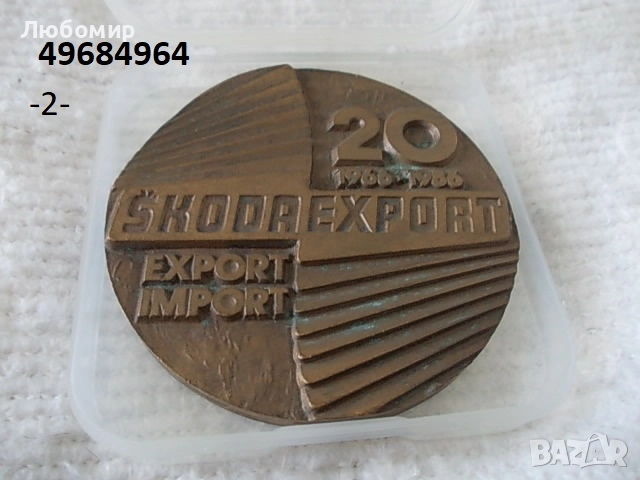 Любомир
49684964
-2-
20
1966-1986
ŠKODAEXPORT
EXPORT
IMPORT
BAZAR